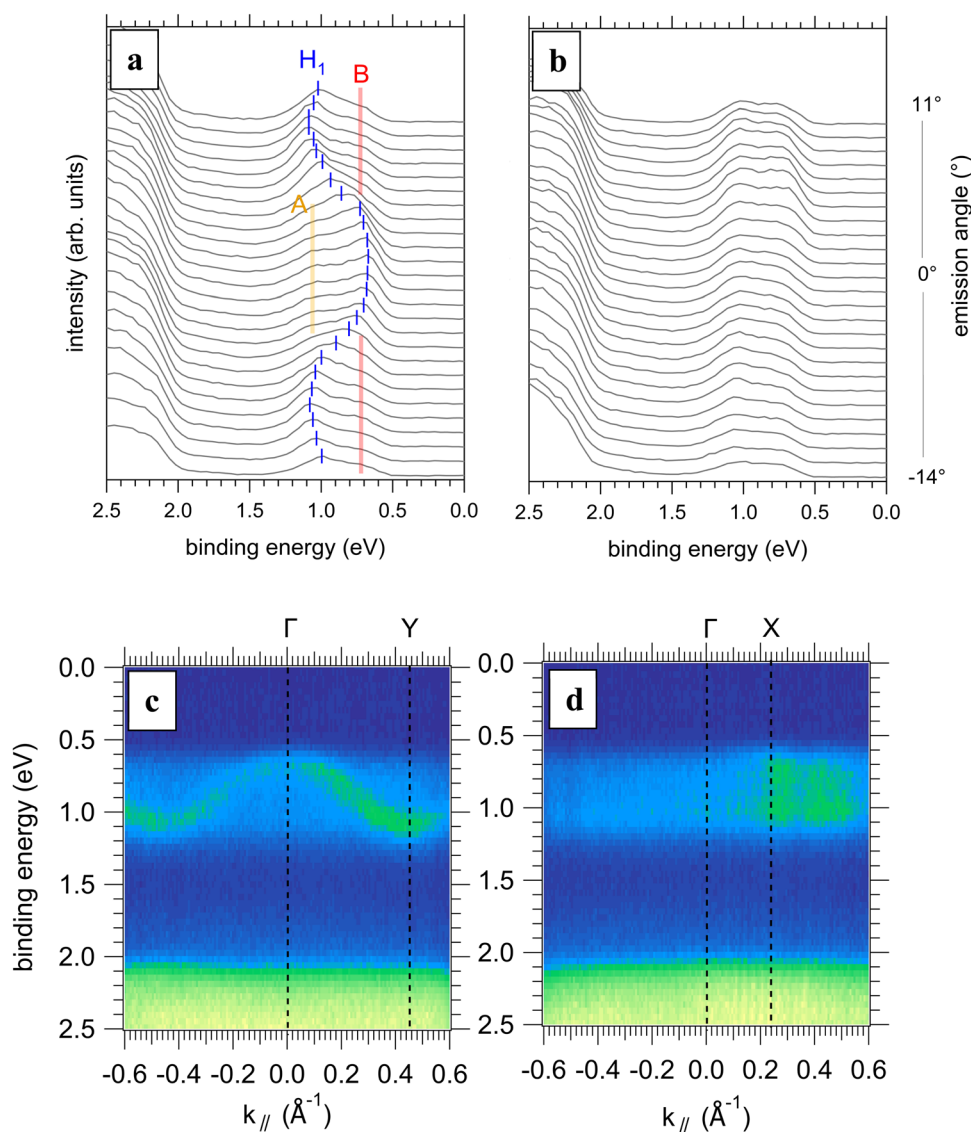 a
H1
B
A
intensity (arb. units)
2.5 2.0 1.5 1.0 0.5 0.0
binding energy (eV)
b
11°
0°
-14°
emission angle (°)
2.5 2.0 1.5 1.0 0.5 0.0
binding energy (eV)
Γ Y
c
0.0
0.5
1.0
1.5
2.0
2.5
binding energy (eV)
-0.6 -0.4 0.0 0.2 0.4 0.6
k// (Å-1)
Γ X
d
0.0
0.5
1.0
1.5
2.0
2.5
-0.6 -0.4 0.0 0.2 0.4 0.6
k// (Å-1)